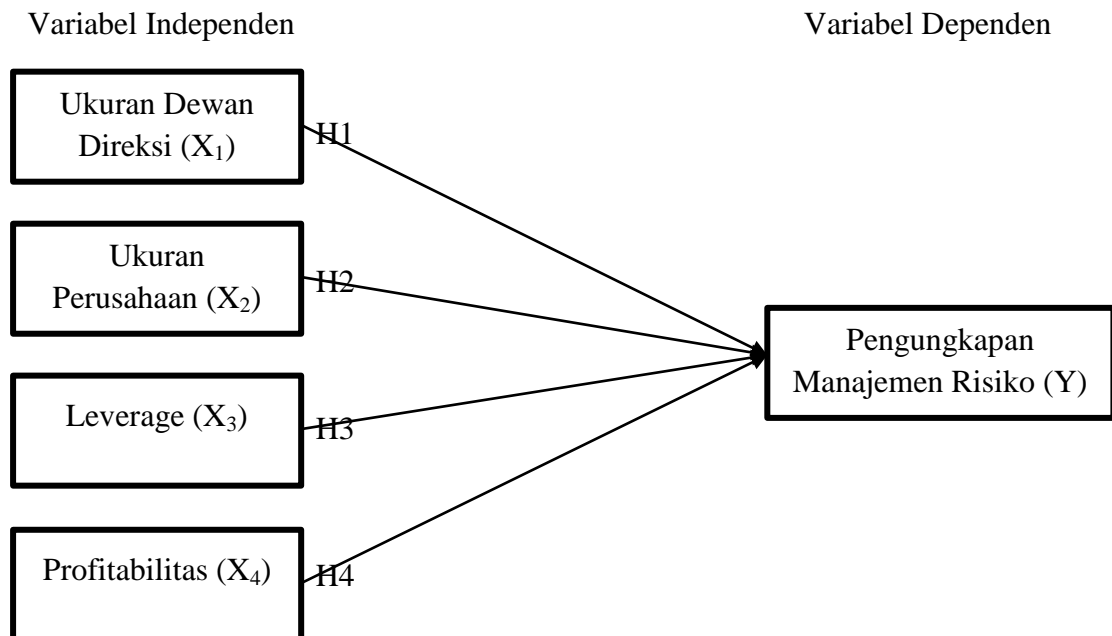 Variabel Independen
Variabel Dependen
Ukuran Dewan
Direksi (X₁)
H1
Ukuran
Perusahaan (X₂)
H2
Pengungkapan
Manajemen Risiko (Y)
Leverage (X₃)
H3
Profitabilitas (X₄)
H4